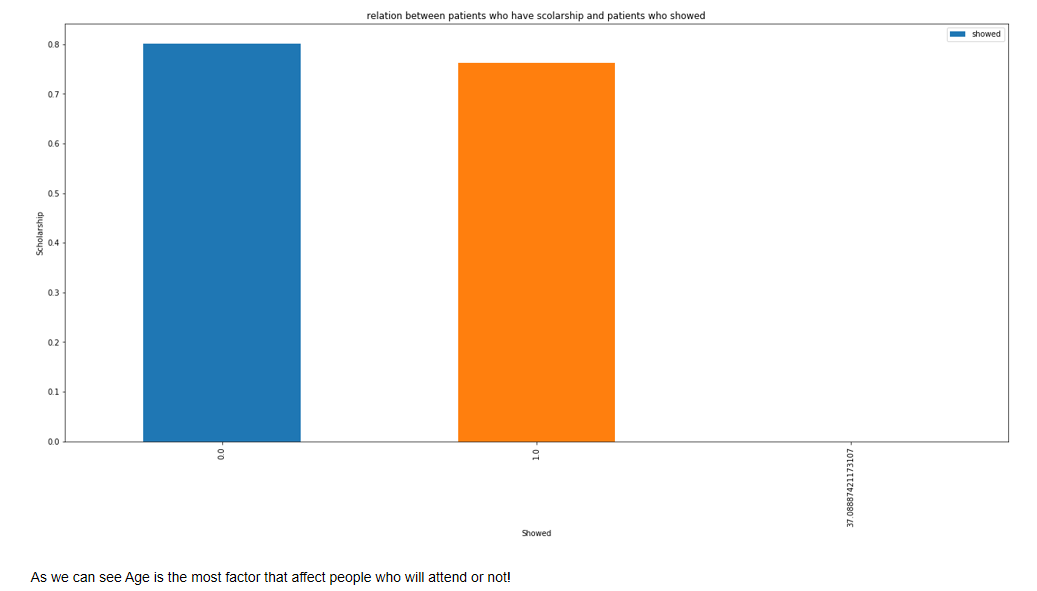 relation between patients who have scolarship and patients who showed
showed
0.8
0.7
0.6
0.5
0.4
0.3
0.2
0.1
0.0
Scholarship
0.0
1.0
37.08887421173107
Showed
As we can see Age is the most factor that affect people who will attend or not!